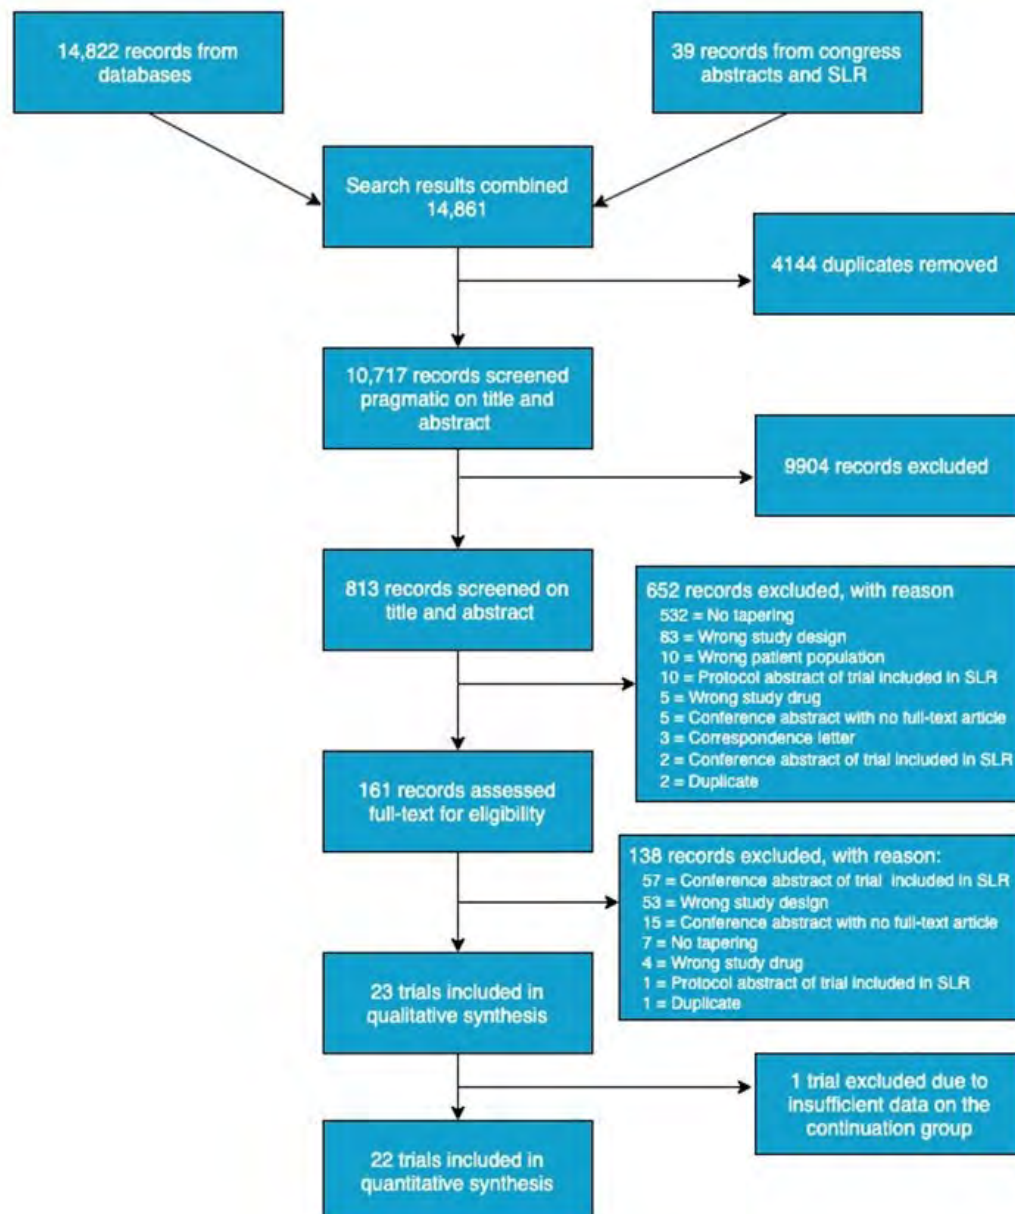 14,822 records from
databases
39 records from congress
abstracts and SLR
Search results combined
14,861
4144 duplicates removed
10,717 records screened
pragmatic on title and
abstract
9904 records excluded
813 records screened on
title and abstract
652 records excluded, with reason
532 = No tapering
83 = Wrong study design
10 = Wrong patient population
10 = Protocol abstract of trial included in SLR
5 = Wrong study drug
5 = Conference abstract with no full-text article
3 = Correspondence letter
2 = Conference abstract of trial included in SLR
2 = Duplicate
161 records assessed
full-text for eligibility
138 records excluded, with reason:
57 = Conference abstract of trial included in SLR
53 = Wrong study design
15 = Conference abstract with no full-text article
7 = No tapering
4 = Wrong study drug
1 = Protocol abstract of trial included in SLR
1 = Duplicate
23 trials included in
qualitative synthesis
1 trial excluded due to
insufficient data on the
continuation group
22 trials included in
quantitative synthesis